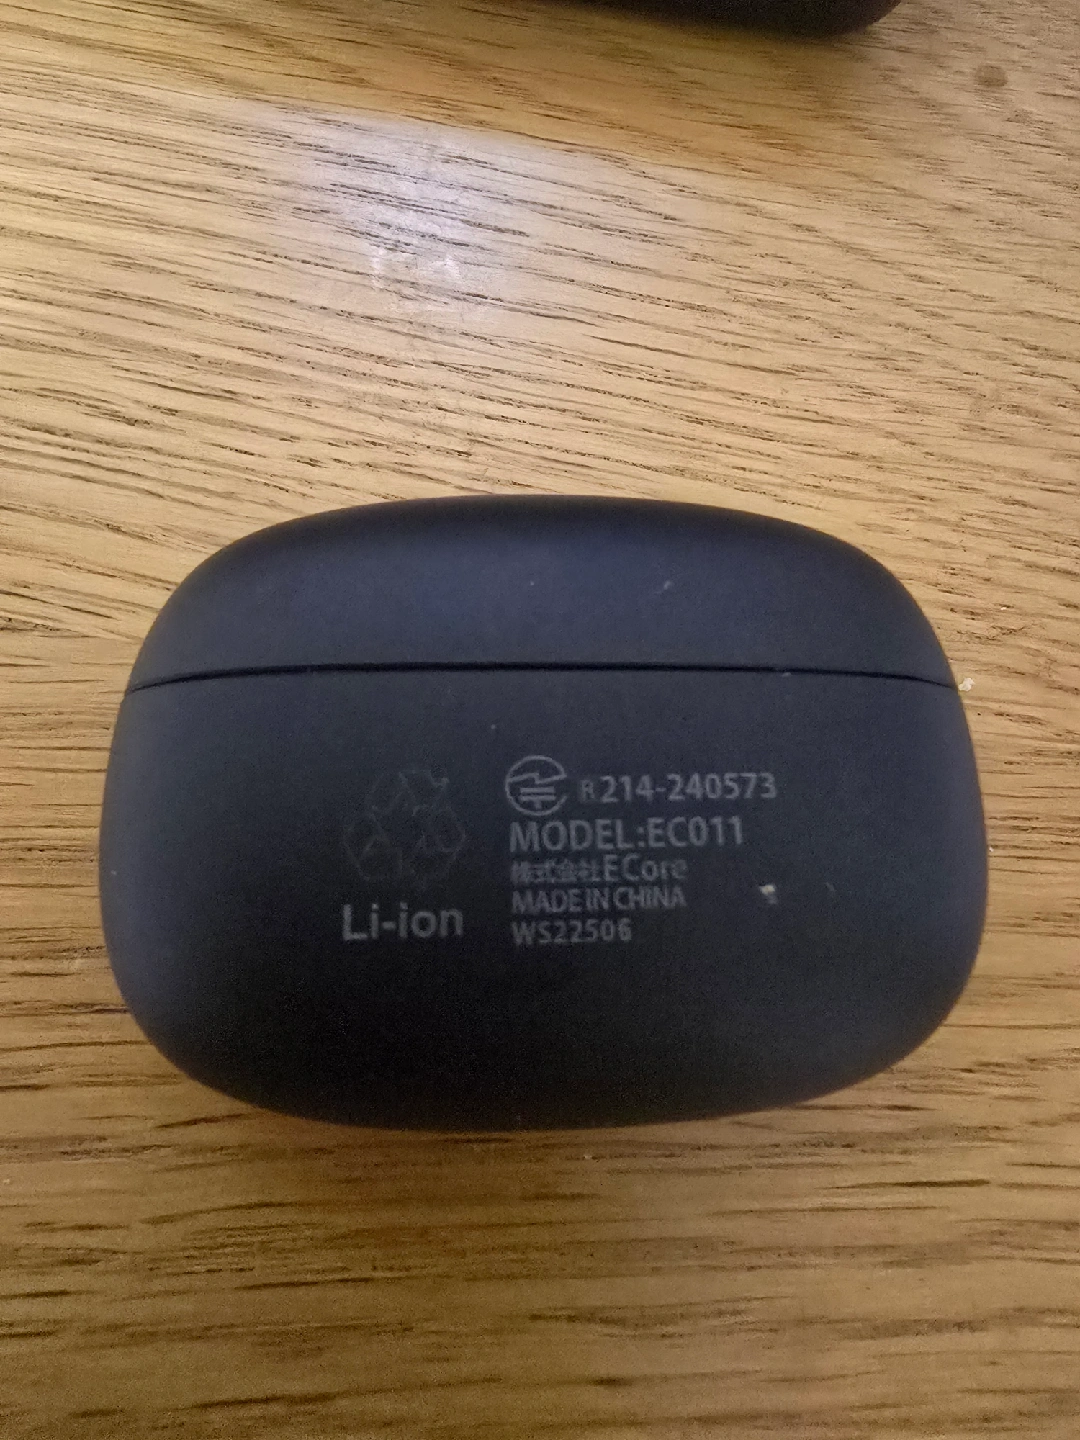 R214-240573
MODEL:EC011
株式会社ECore
MADE IN CHINA
WS22506
Li-ion